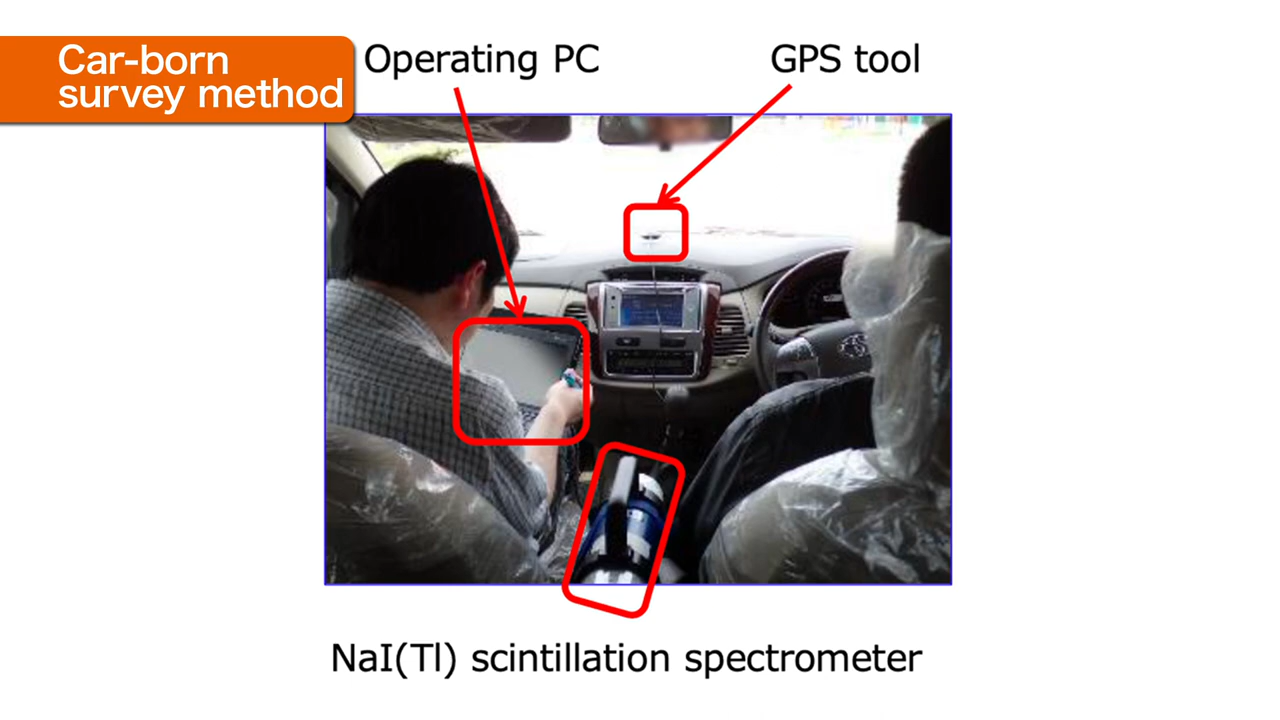 Car-born
survey method
Operating PC
GPS tool
NaI(Tl) scintillation spectrometer